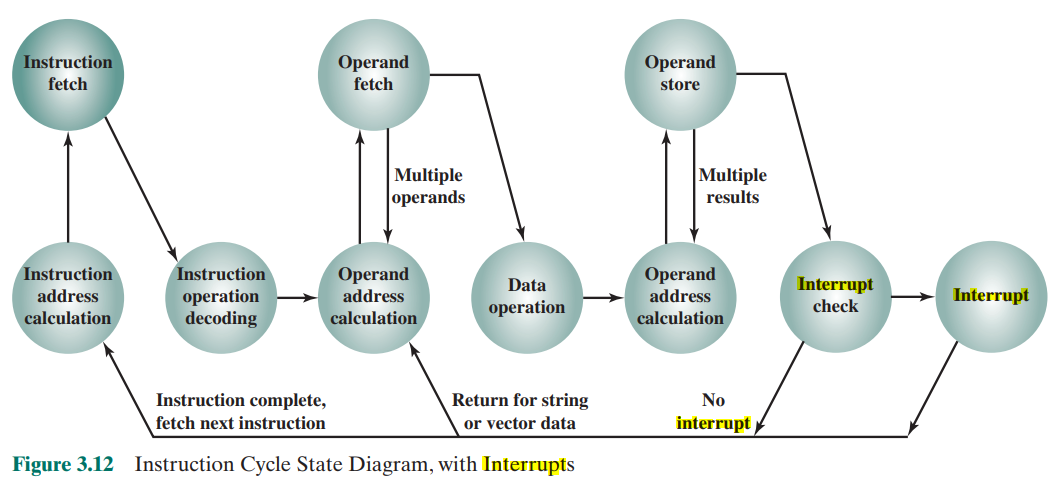 Instruction
fetch
Operand
fetch
Operand
store
Multiple
operands
Multiple
results
Instruction
address
calculation
Instruction
operation
decoding
Operand
address
calculation
Data
operation
Operand
address
calculation
Interrupt
check
Interrupt
Instruction complete,
fetch next instruction
Return for string
or vector data
No
interrupt
Figure 3.12 Instruction Cycle State Diagram, with Interrupts